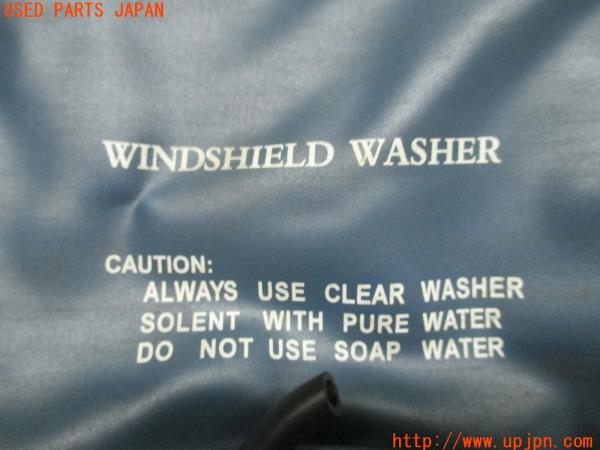 USED PARTS JAPAN
WINDSHIELD WASHER
CAUTION:
ALWAYS USE CLEAR WASHER
SOLENT WITH PURE WATER
DO NOT USE SOAP WATER
http://www.upjpn.com